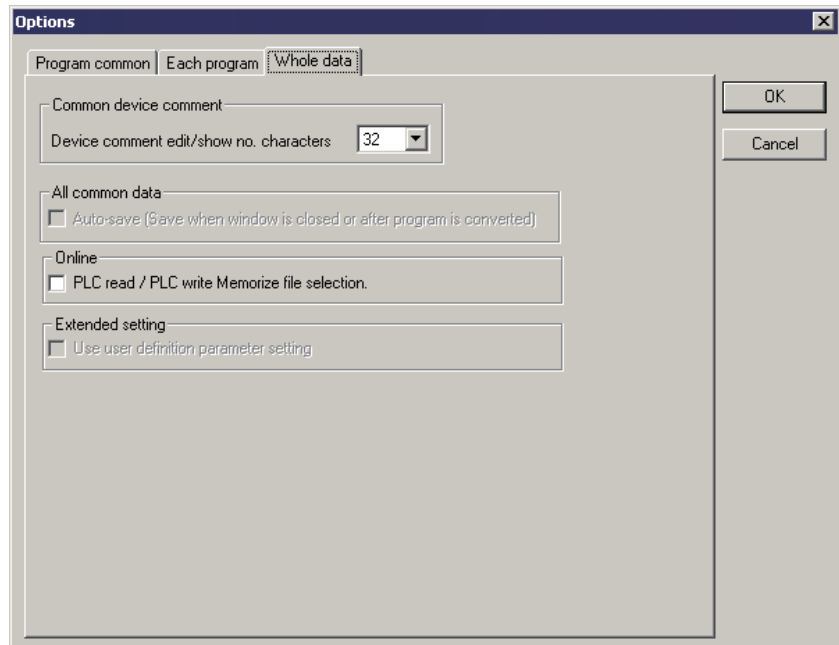 Options
Program common Each program Whole data
Common device comment
Device comment edit/show no. characters 32
OK
Cancel
All common data
Auto-save (Save when window is closed or after program is converted)
Online
PLC read / PLC write Memorize file selection.
Extended setting
Use user definition parameter setting